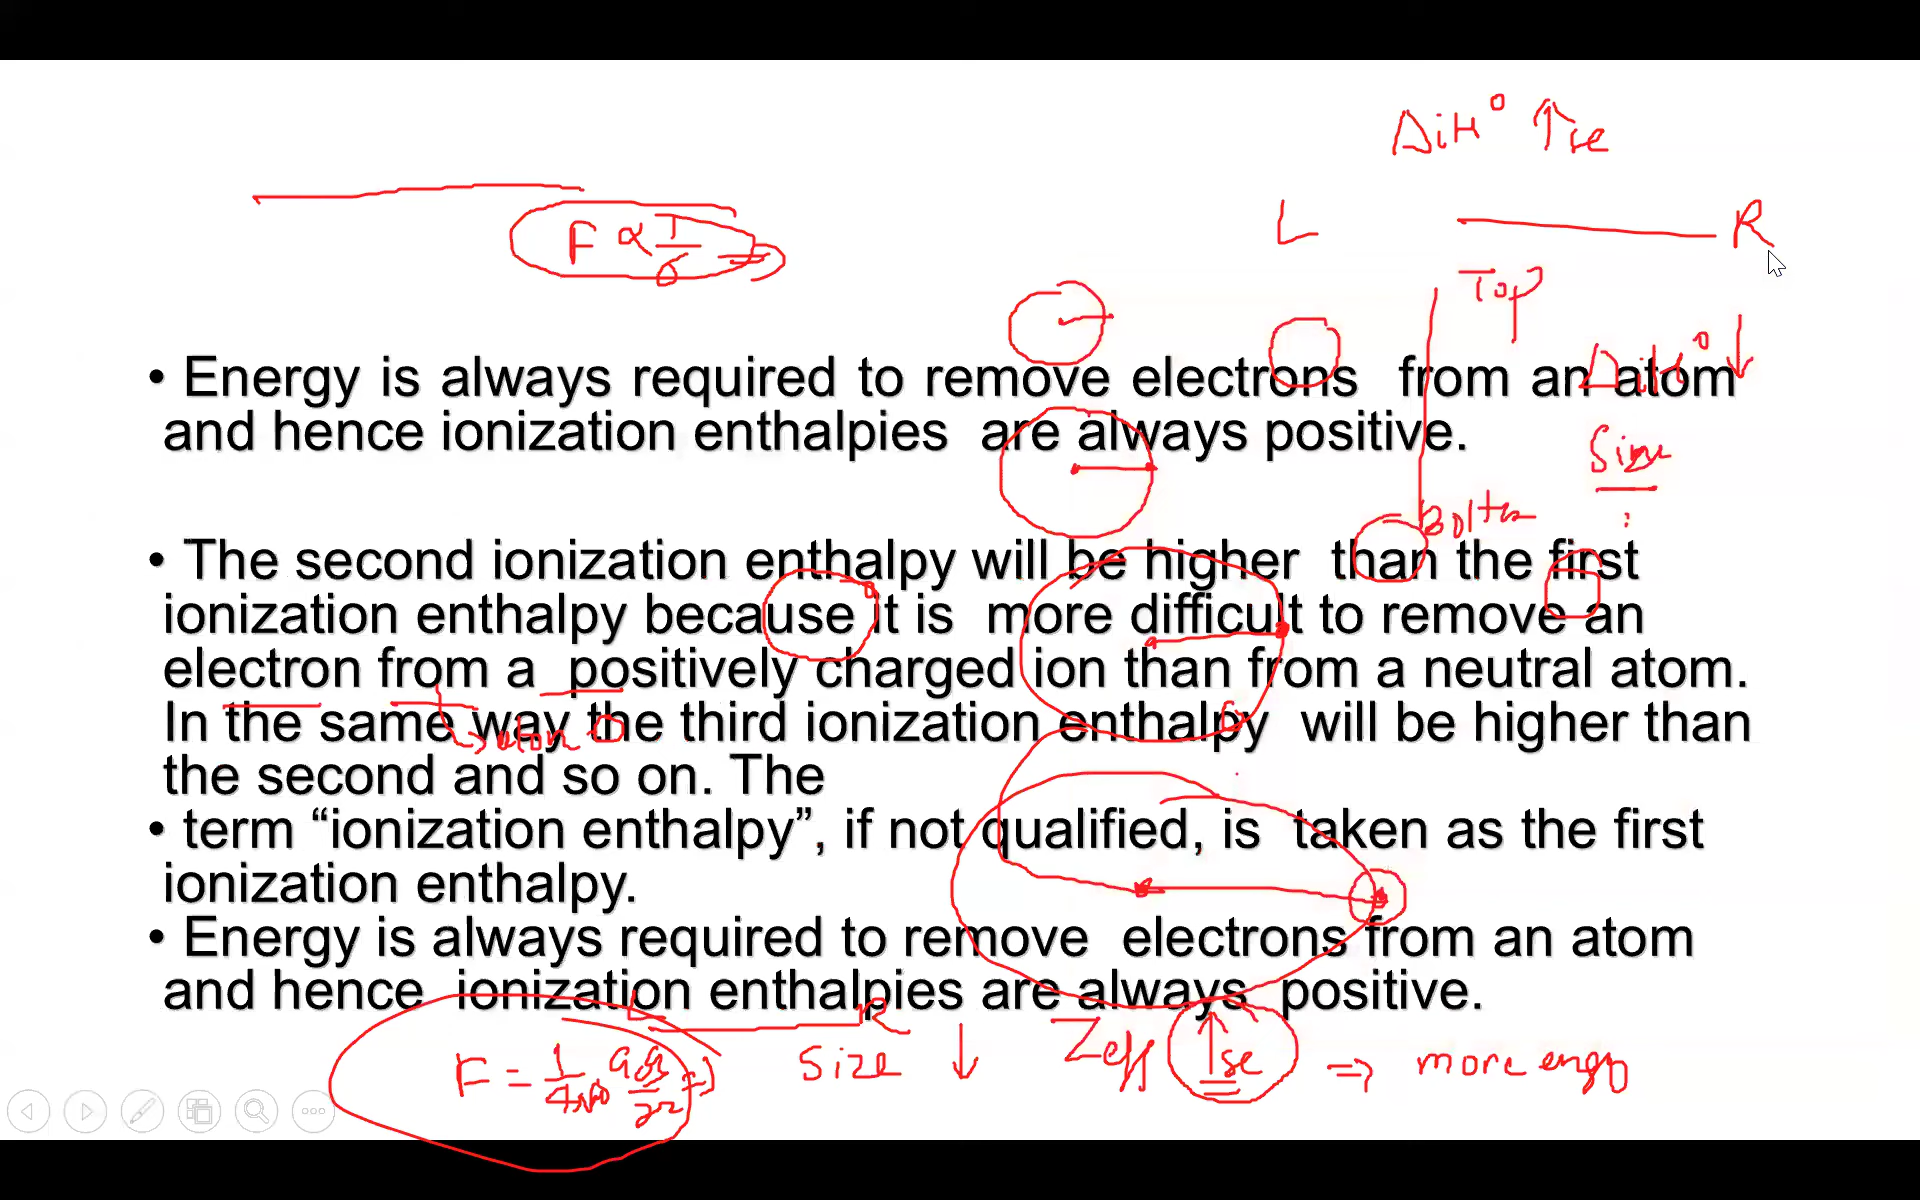 ΔiH° ↑se
L R
F ∝ 1/r ⇒
Top
ΔiH° ↓
• Energy is always required to remove electrons from an atom
and hence ionization enthalpies are always positive.
Size
• The second ionization enthalpy will be higher than the first
ionization enthalpy because it is more difficult to remove an
electron from a positively charged ion than from a neutral atom.
In the same way the third ionization enthalpy will be higher than
→ atom
the second and so on. The
• term “ionization enthalpy”, if not qualified, is taken as the first
ionization enthalpy.
• Energy is always required to remove electrons from an atom
and hence ionization enthalpies are always positive.
L R
Size ↓ Zeff ↑se ⇒ more
F = 1